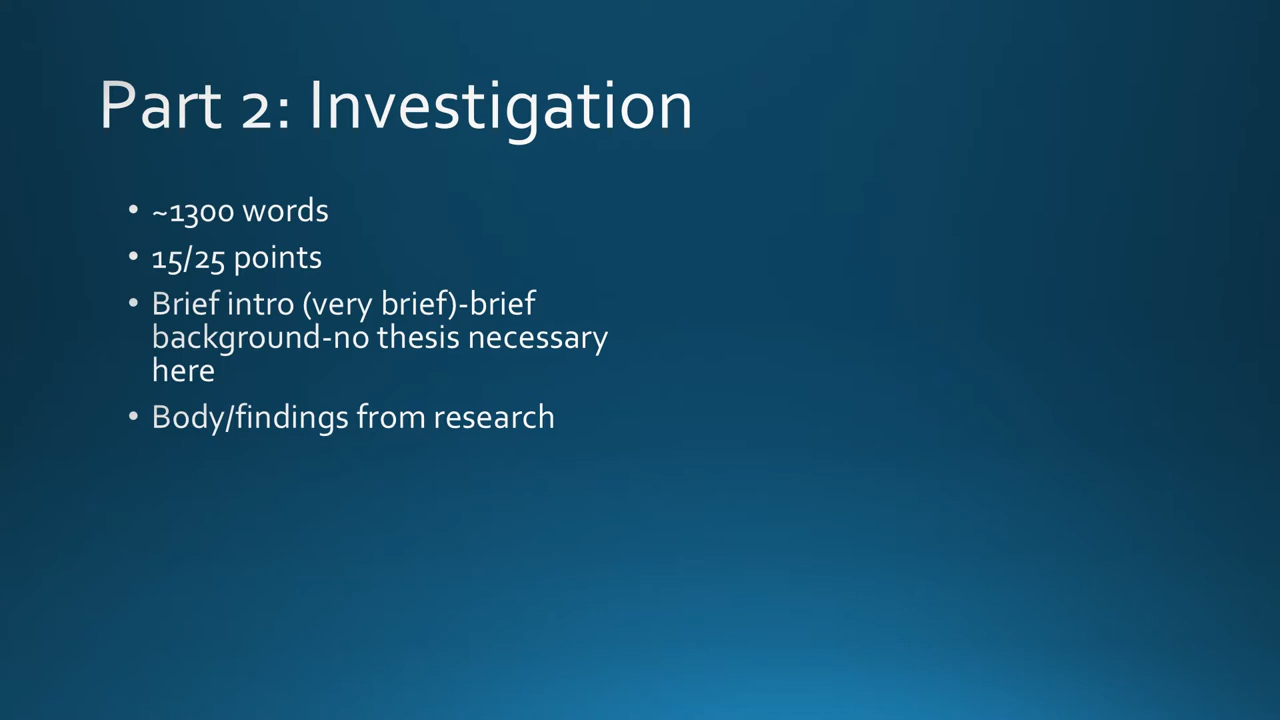 Part 2: Investigation
• ~1300 words
• 15/25 points
• Brief intro (very brief)-brief
background-no thesis necessary
here
• Body/findings from research